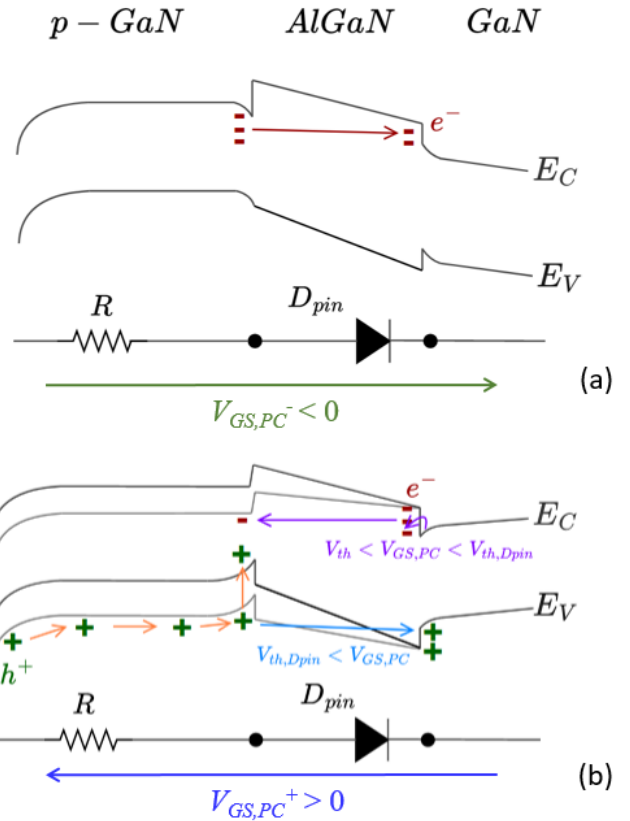 p − GaN AlGaN GaN
e⁻
E_C
E_V
R D_pin
(a)
V_GS,PC⁻ < 0
e⁻
E_C
V_th < V_GS,PC < V_th,Dpin
E_V
V_th,Dpin < V_GS,PC
h⁺
R D_pin
(b)
V_GS,PC⁺ > 0